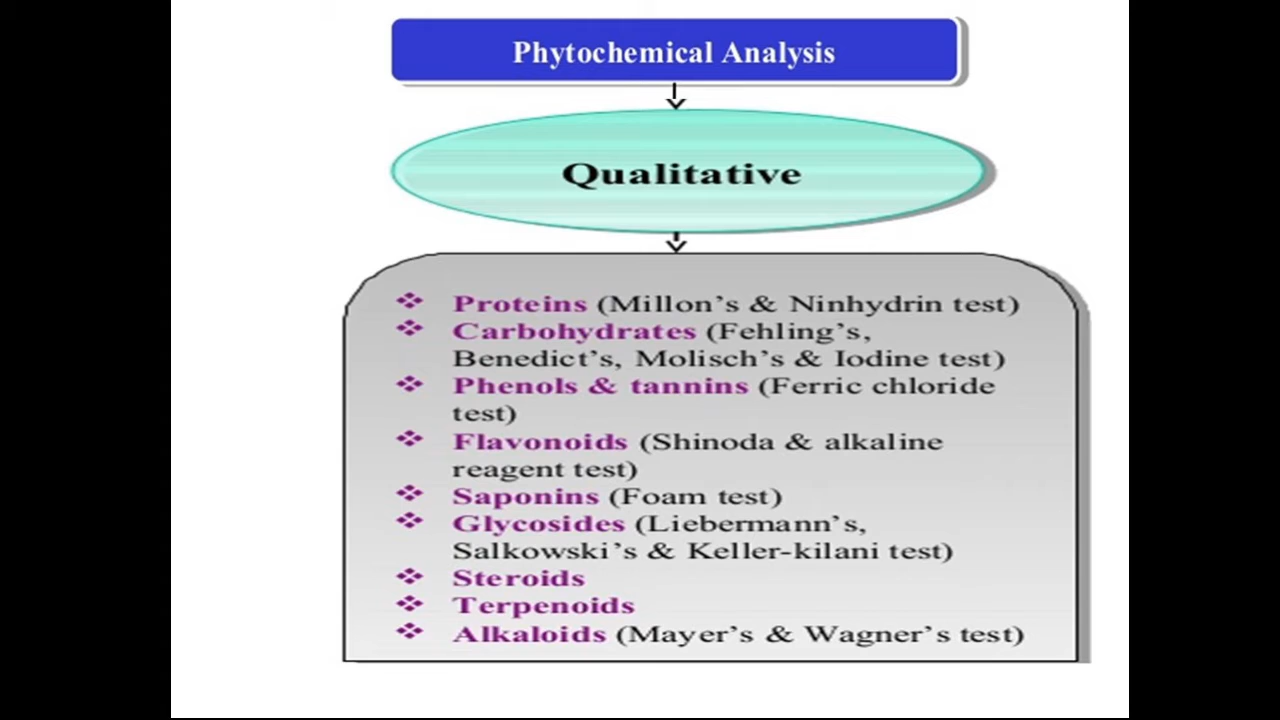 Phytochemical Analysis
Qualitative
❖ Proteins (Millon's & Ninhydrin test)
❖ Carbohydrates (Fehling's,
Benedict's, Molisch's & Iodine test)
❖ Phenols & tannins (Ferric chloride
test)
❖ Flavonoids (Shinoda & alkaline
reagent test)
❖ Saponins (Foam test)
❖ Glycosides (Liebermann's,
Salkowski's & Keller-kilani test)
❖ Steroids
❖ Terpenoids
❖ Alkaloids (Mayer's & Wagner's test)